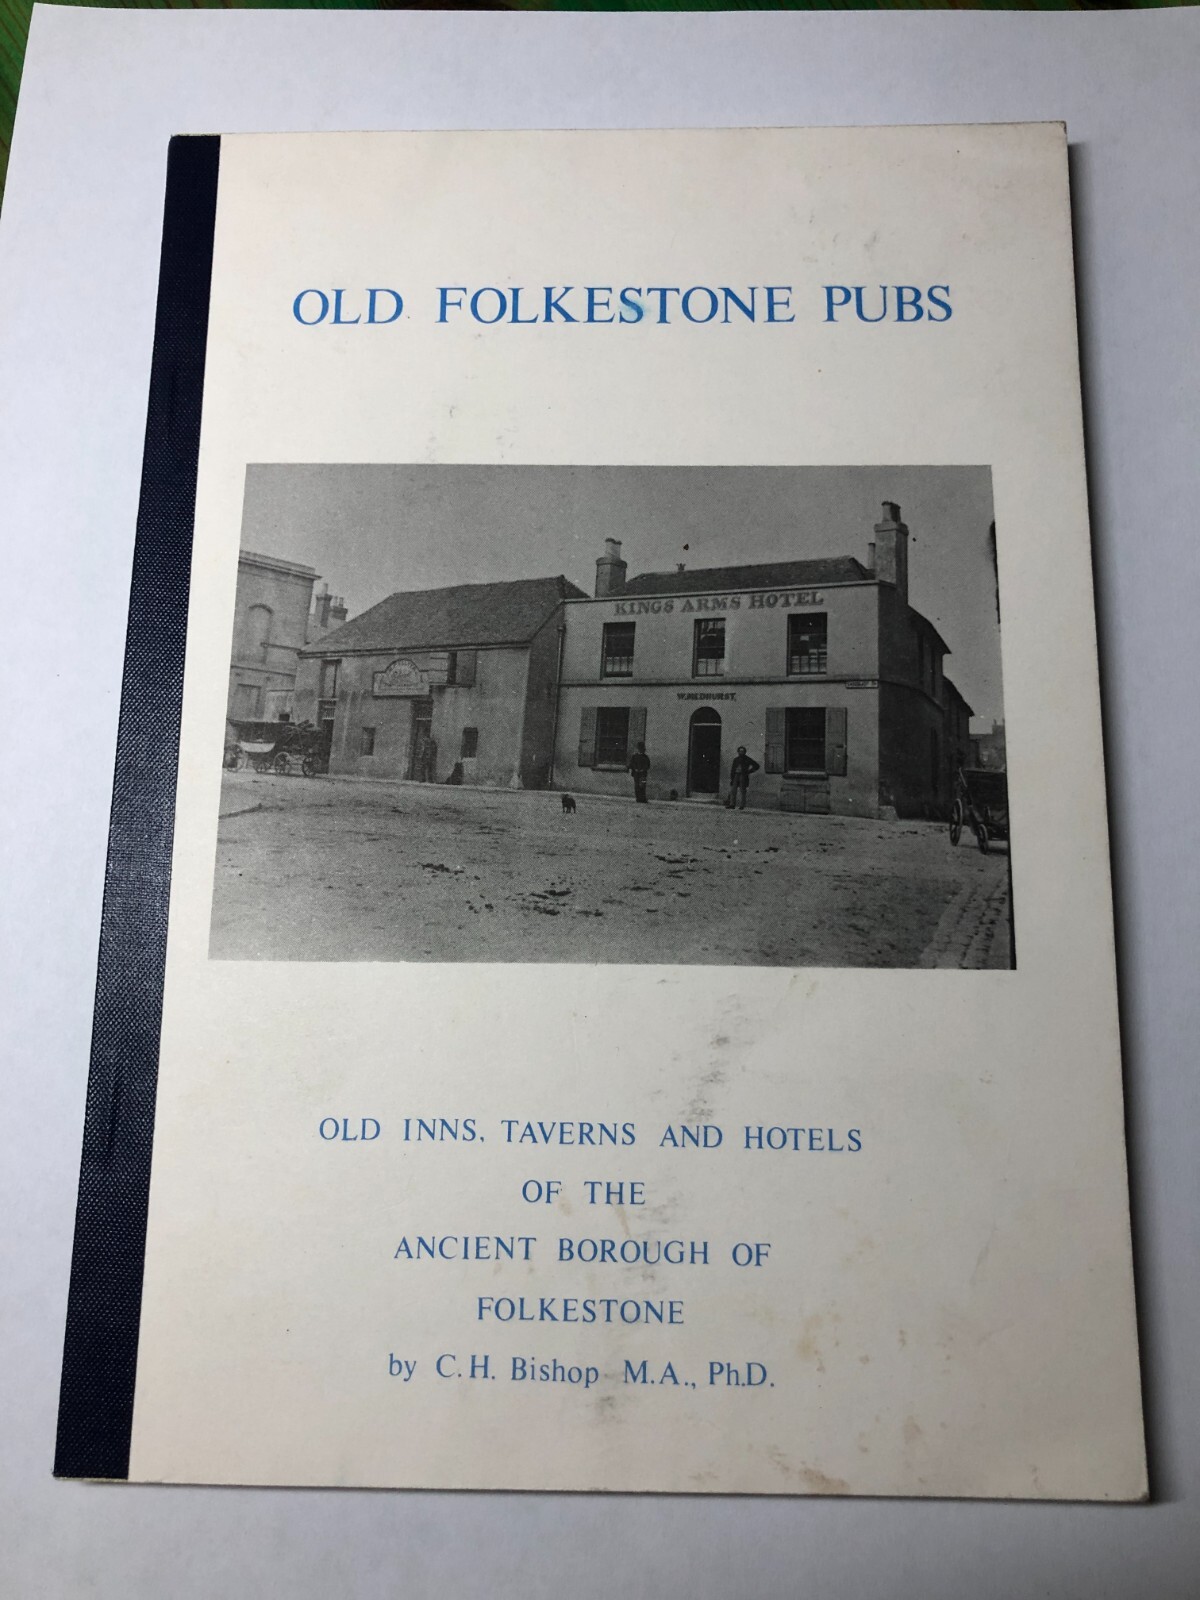 OLD FOLKESTONE PUBS
KINGS ARMS HOTEL
W. MEDHURST.
OLD INNS, TAVERNS AND HOTELS
OF THE
ANCIENT BOROUGH OF
FOLKESTONE
by C.H. Bishop M.A., Ph.D.